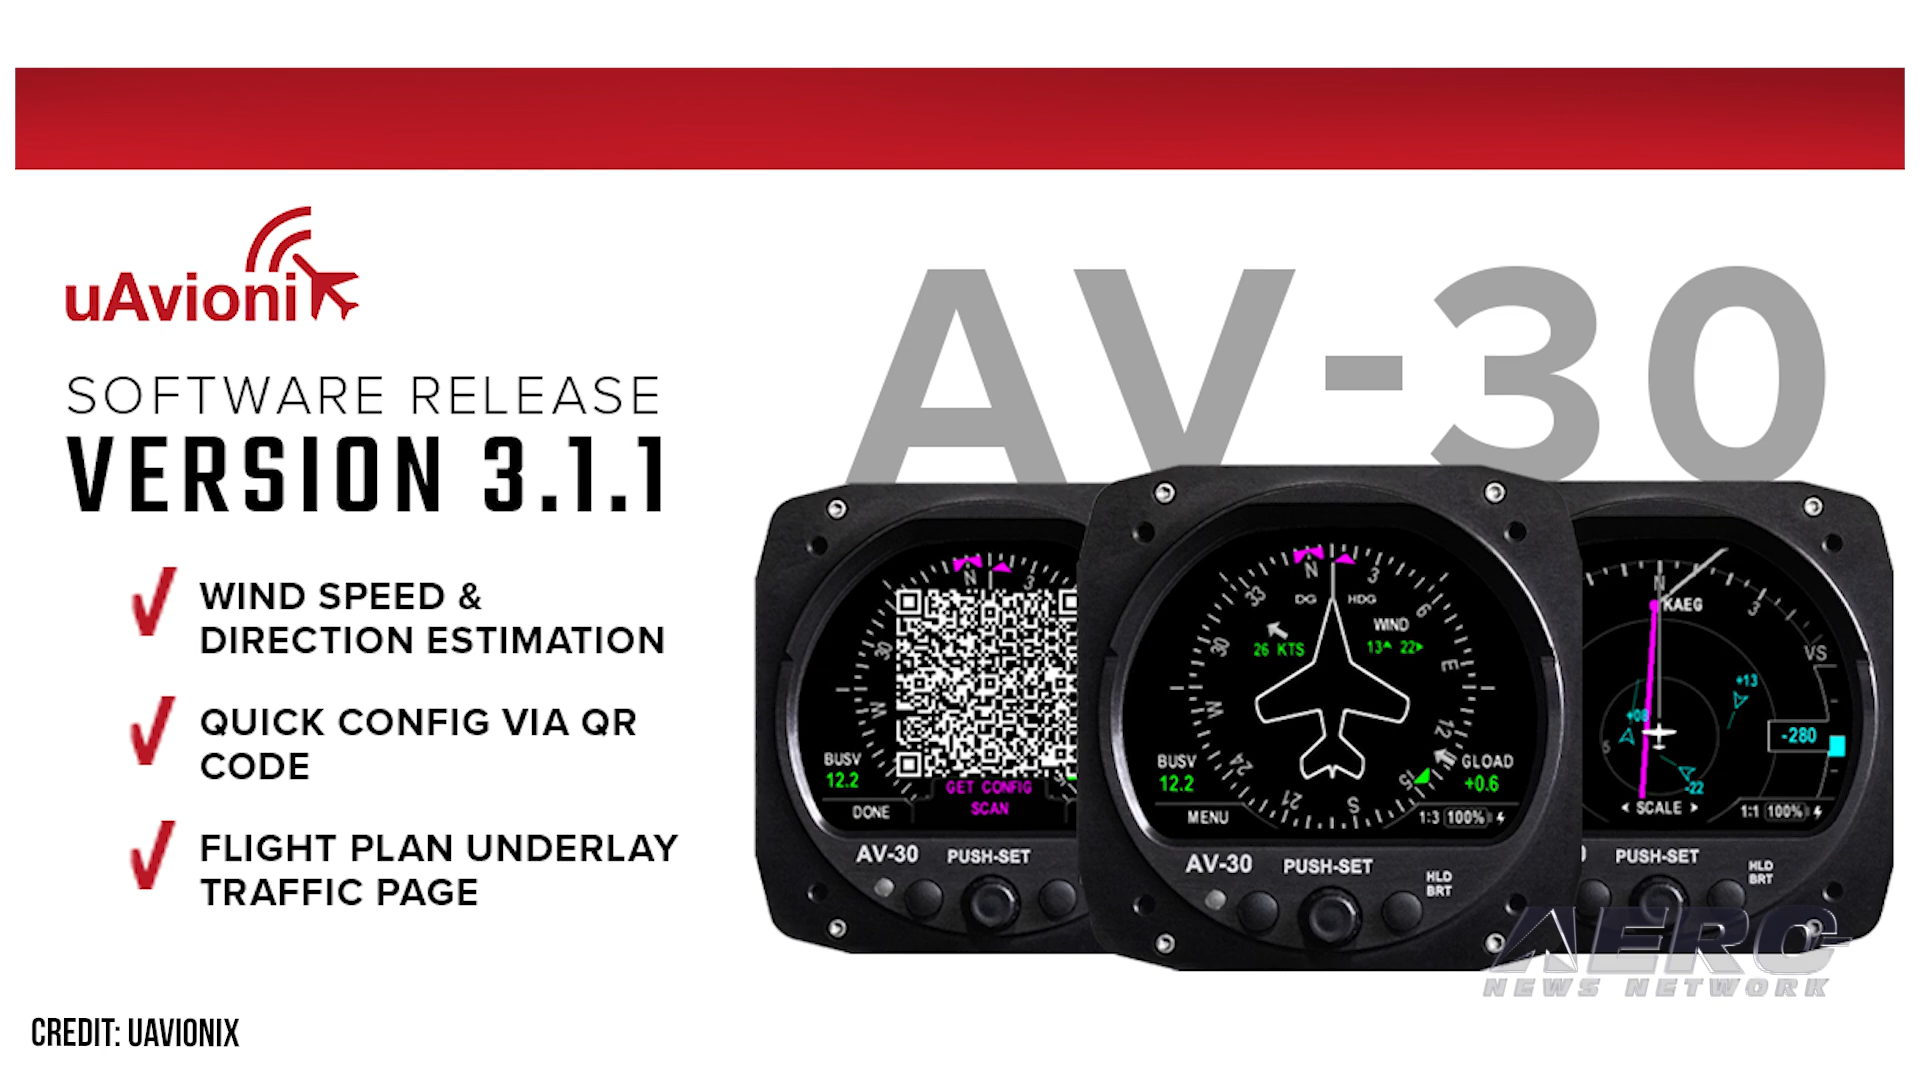 uAvionix
SOFTWARE RELEASE
VERSION 3.1.1
WIND SPEED &
DIRECTION ESTIMATION
QUICK CONFIG VIA QR
CODE
FLIGHT PLAN UNDERLAY
TRAFFIC PAGE
CREDIT: UAVIONIX
AV-30
N
3
30
W
BUSV
12.2
GET CONFIG
SCAN
DONE
AV-30 PUSH-SET
N
33
3
DG HDG
6
WIND
26 KTS
13 22
30
E
W
12
BUSV
12.2
24
GLOAD
+0.6
15
21
S
MENU
1:3 100%
AV-30 PUSH-SET
HLD
BRT
N
KAEG
3
VS
+13
+08
5
-280
-22
SCALE
1:1 100%
PUSH-SET
HLD
BRT
AERO
NEWS NETWORK